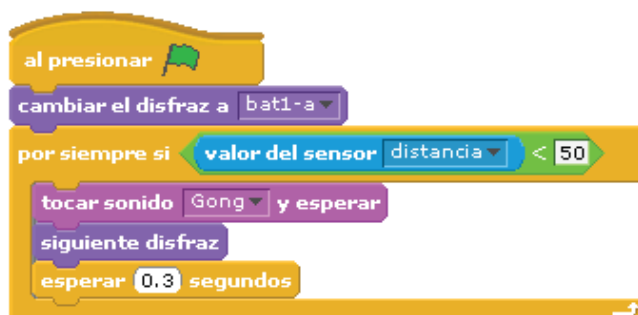 al presionar
cambiar el disfraz a bat1-a
por siempre si valor del sensor distancia < 50
tocar sonido Gong y esperar
siguiente disfraz
esperar 0.3 segundos